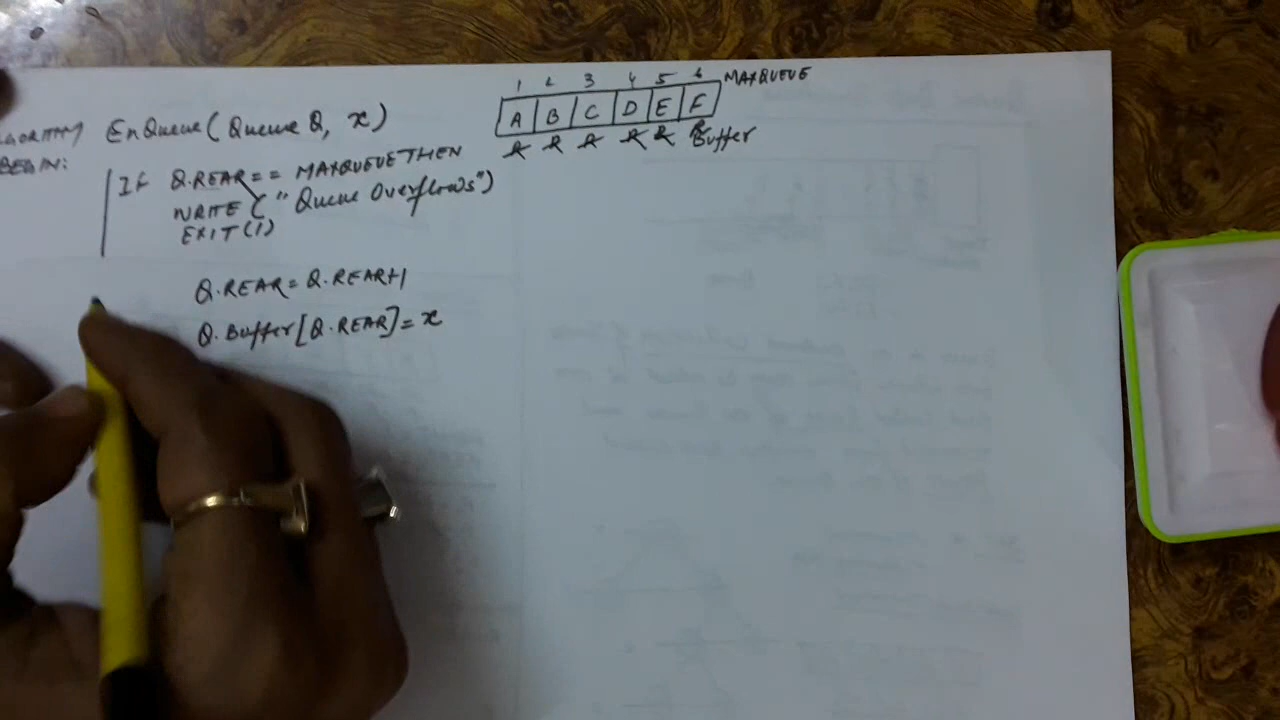 1 2 3 4 5 6 MAXQUEUE
A B C D E F
R R R R R R
Buffer
EnQueue(Queue Q, x)
BEGIN:
IF Q.REAR== MAXQUEUE THEN
WRITE ("Queue Overflows")
EXIT(1)
Q.REAR= Q.REAR+1
Q.Buffer[Q.REAR]= x